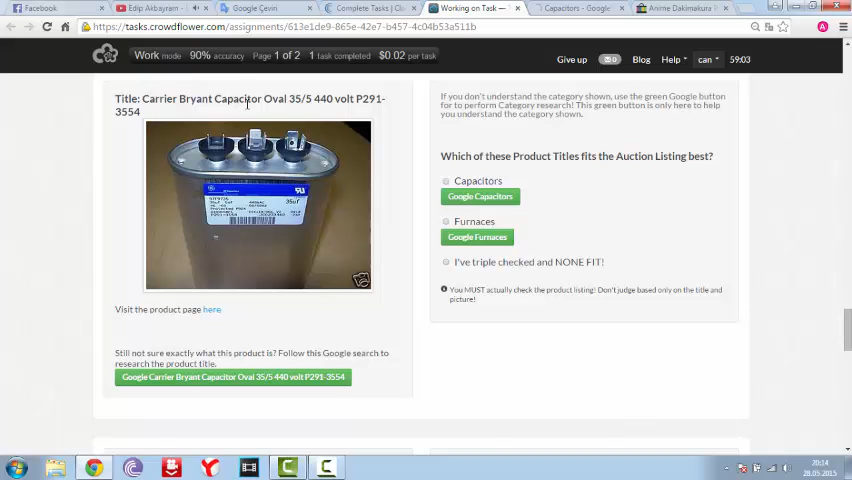 Facebook
Edip Akbayram -
Google Çeviri
Complete Tasks | Clix
Working on Task —
Capacitors - Google
Anime Dakimakura M
https://tasks.crowdflower.com/assignments/613e1de9-865e-42e7-b457-4c04b53a511b
Work mode 90% accuracy Page 1 of 2 1 task completed $0.02 per task
Give up Blog Help can 59:03
Title: Carrier Bryant Capacitor Oval 35/5 440 volt P291-
3554
Visit the product page here
Still not sure exactly what this product is? Follow this Google search to
research the product title.
Google Carrier Bryant Capacitor Oval 35/5 440 volt P291-3554
If you don't understand the category shown, use the green Google button
for to perform Category research! This green button is only here to help
you understand the category shown.
Which of these Product Titles fits the Auction Listing best?
Capacitors
Google Capacitors
Furnaces
Google Furnaces
I've triple checked and NONE FIT!
You MUST actually check the product listing! Don't judge based only on the title and
picture!
35uf
P291-3554
20:14
28.05.2015